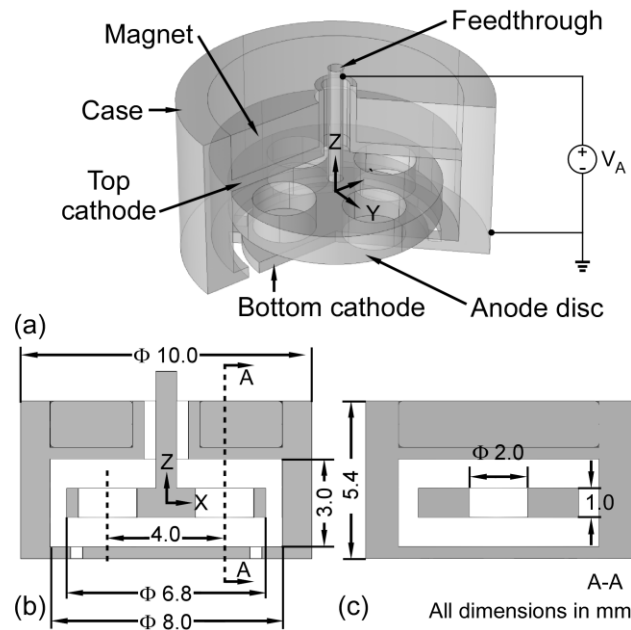 Feedthrough
Magnet
Case
Z
Top
cathode
Y
+
-
V_A
Bottom cathode
Anode disc
(a)
Φ 10.0
A
Z
X
4.0
3.0
A
Φ 6.8
(b)
Φ 8.0
5.4
Φ 2.0
1.0
A-A
(c)
All dimensions in mm